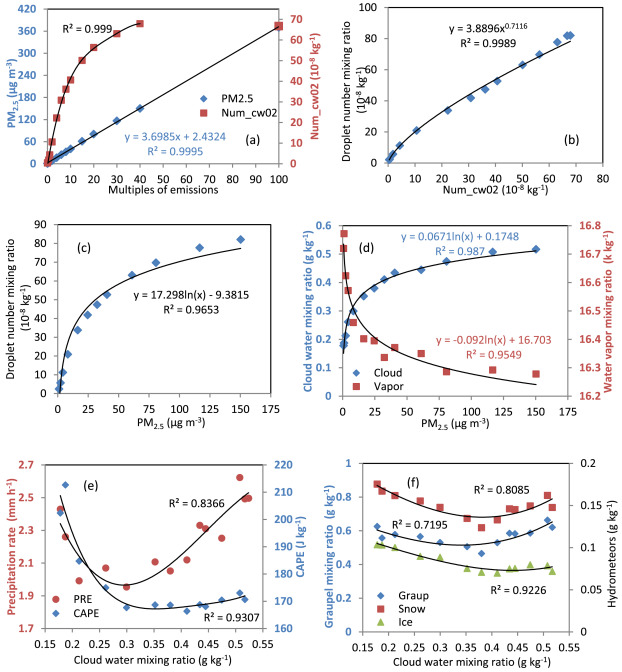 420
360
300
240
180
120
60
0
PM2.5 (µg m-3)
(a)
R² = 0.999
PM2.5
Num_cw02
y = 3.6985x + 2.4324
R² = 0.9995
0 20 40 60 80 100
Multiples of emissions
70
60
50
40
30
20
10
0
Num_cw02 (10-8 kg-1)
100
80
60
40
20
0
Droplet number mixing ratio
(10-8 kg-1)
y = 3.8896x0.7116
R² = 0.9989
(b)
0 10 20 30 40 50 60 70 80
Num_cw02 (10-8 kg-1)
90
80
70
60
50
40
30
20
10
0
Droplet number mixing ratio
(10-8 kg-1)
(c)
y = 17.298ln(x) - 9.3815
R² = 0.9653
0 25 50 75 100 125 150 175
PM2.5 (µg m-3)
0.6
0.5
0.4
0.3
0.2
0.1
0.0
Cloud water mixing ratio (g kg-1)
(d)
y = 0.0671ln(x) + 0.1748
R² = 0.987
y = -0.092ln(x) + 16.703
R² = 0.9549
Cloud
Vapor
0 25 50 75 100 125 150 175
PM2.5 (µg m-3)
16.8
16.7
16.6
16.5
16.4
16.3
16.2
Water vapor mixing ratio (k kg-1)
2.7
2.5
2.3
2.1
1.9
1.7
1.5
Precipitation rate (mm h-1)
(e)
R² = 0.8366
PRE
CAPE
R² = 0.9307
0.15 0.2 0.25 0.3 0.35 0.4 0.45 0.5 0.55
Cloud water mixing ratio (g kg-1)
220
210
200
190
180
170
160
CAPE (J kg-1)
1
0.8
0.6
0.4
0.2
0
Graupel mixing ratio (g kg-1)
(f)
R² = 0.8085
R² = 0.7195
R² = 0.9226
Graup
Snow
Ice
0.15 0.2 0.25 0.3 0.35 0.4 0.45 0.5 0.55
Cloud water mixing ratio (g kg-1)
0.2
0.15
0.1
0.05
0
Hydrometeors (g kg-1)